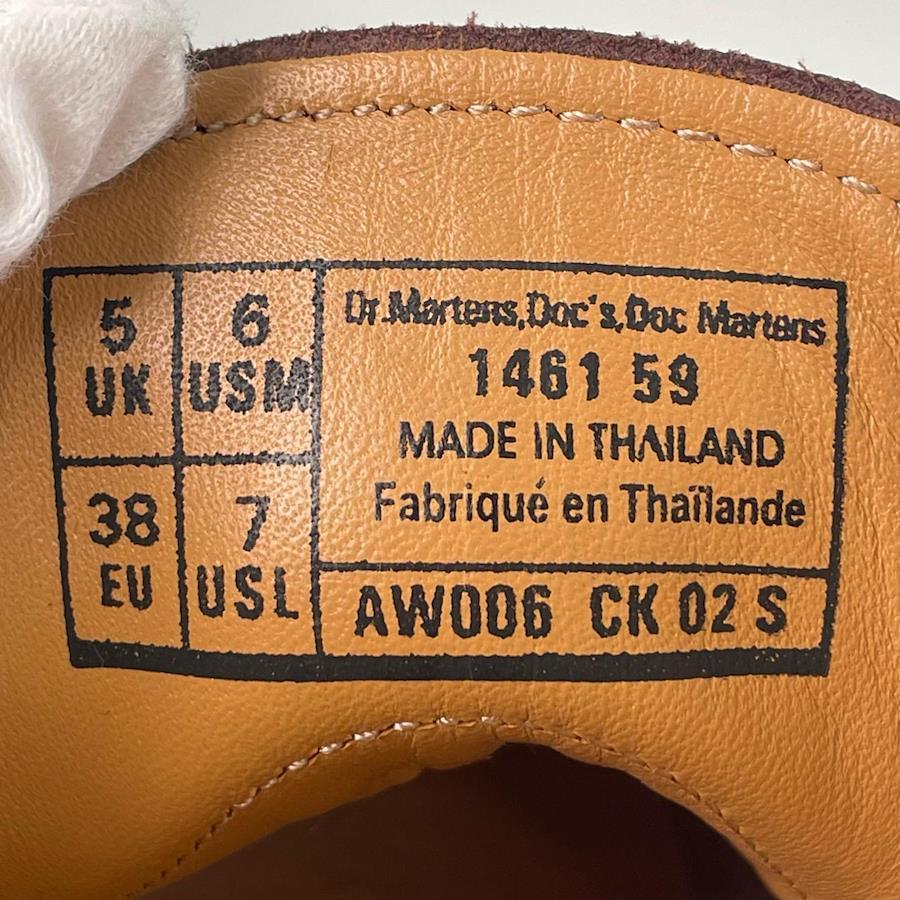 5
UK
6
USM
38
EU
7
USL
Dr.Martens,Doc's,Doc Martens
1461 59
MADE IN THAILAND
Fabriqué en Thaïlande
AW006 CK 02 S